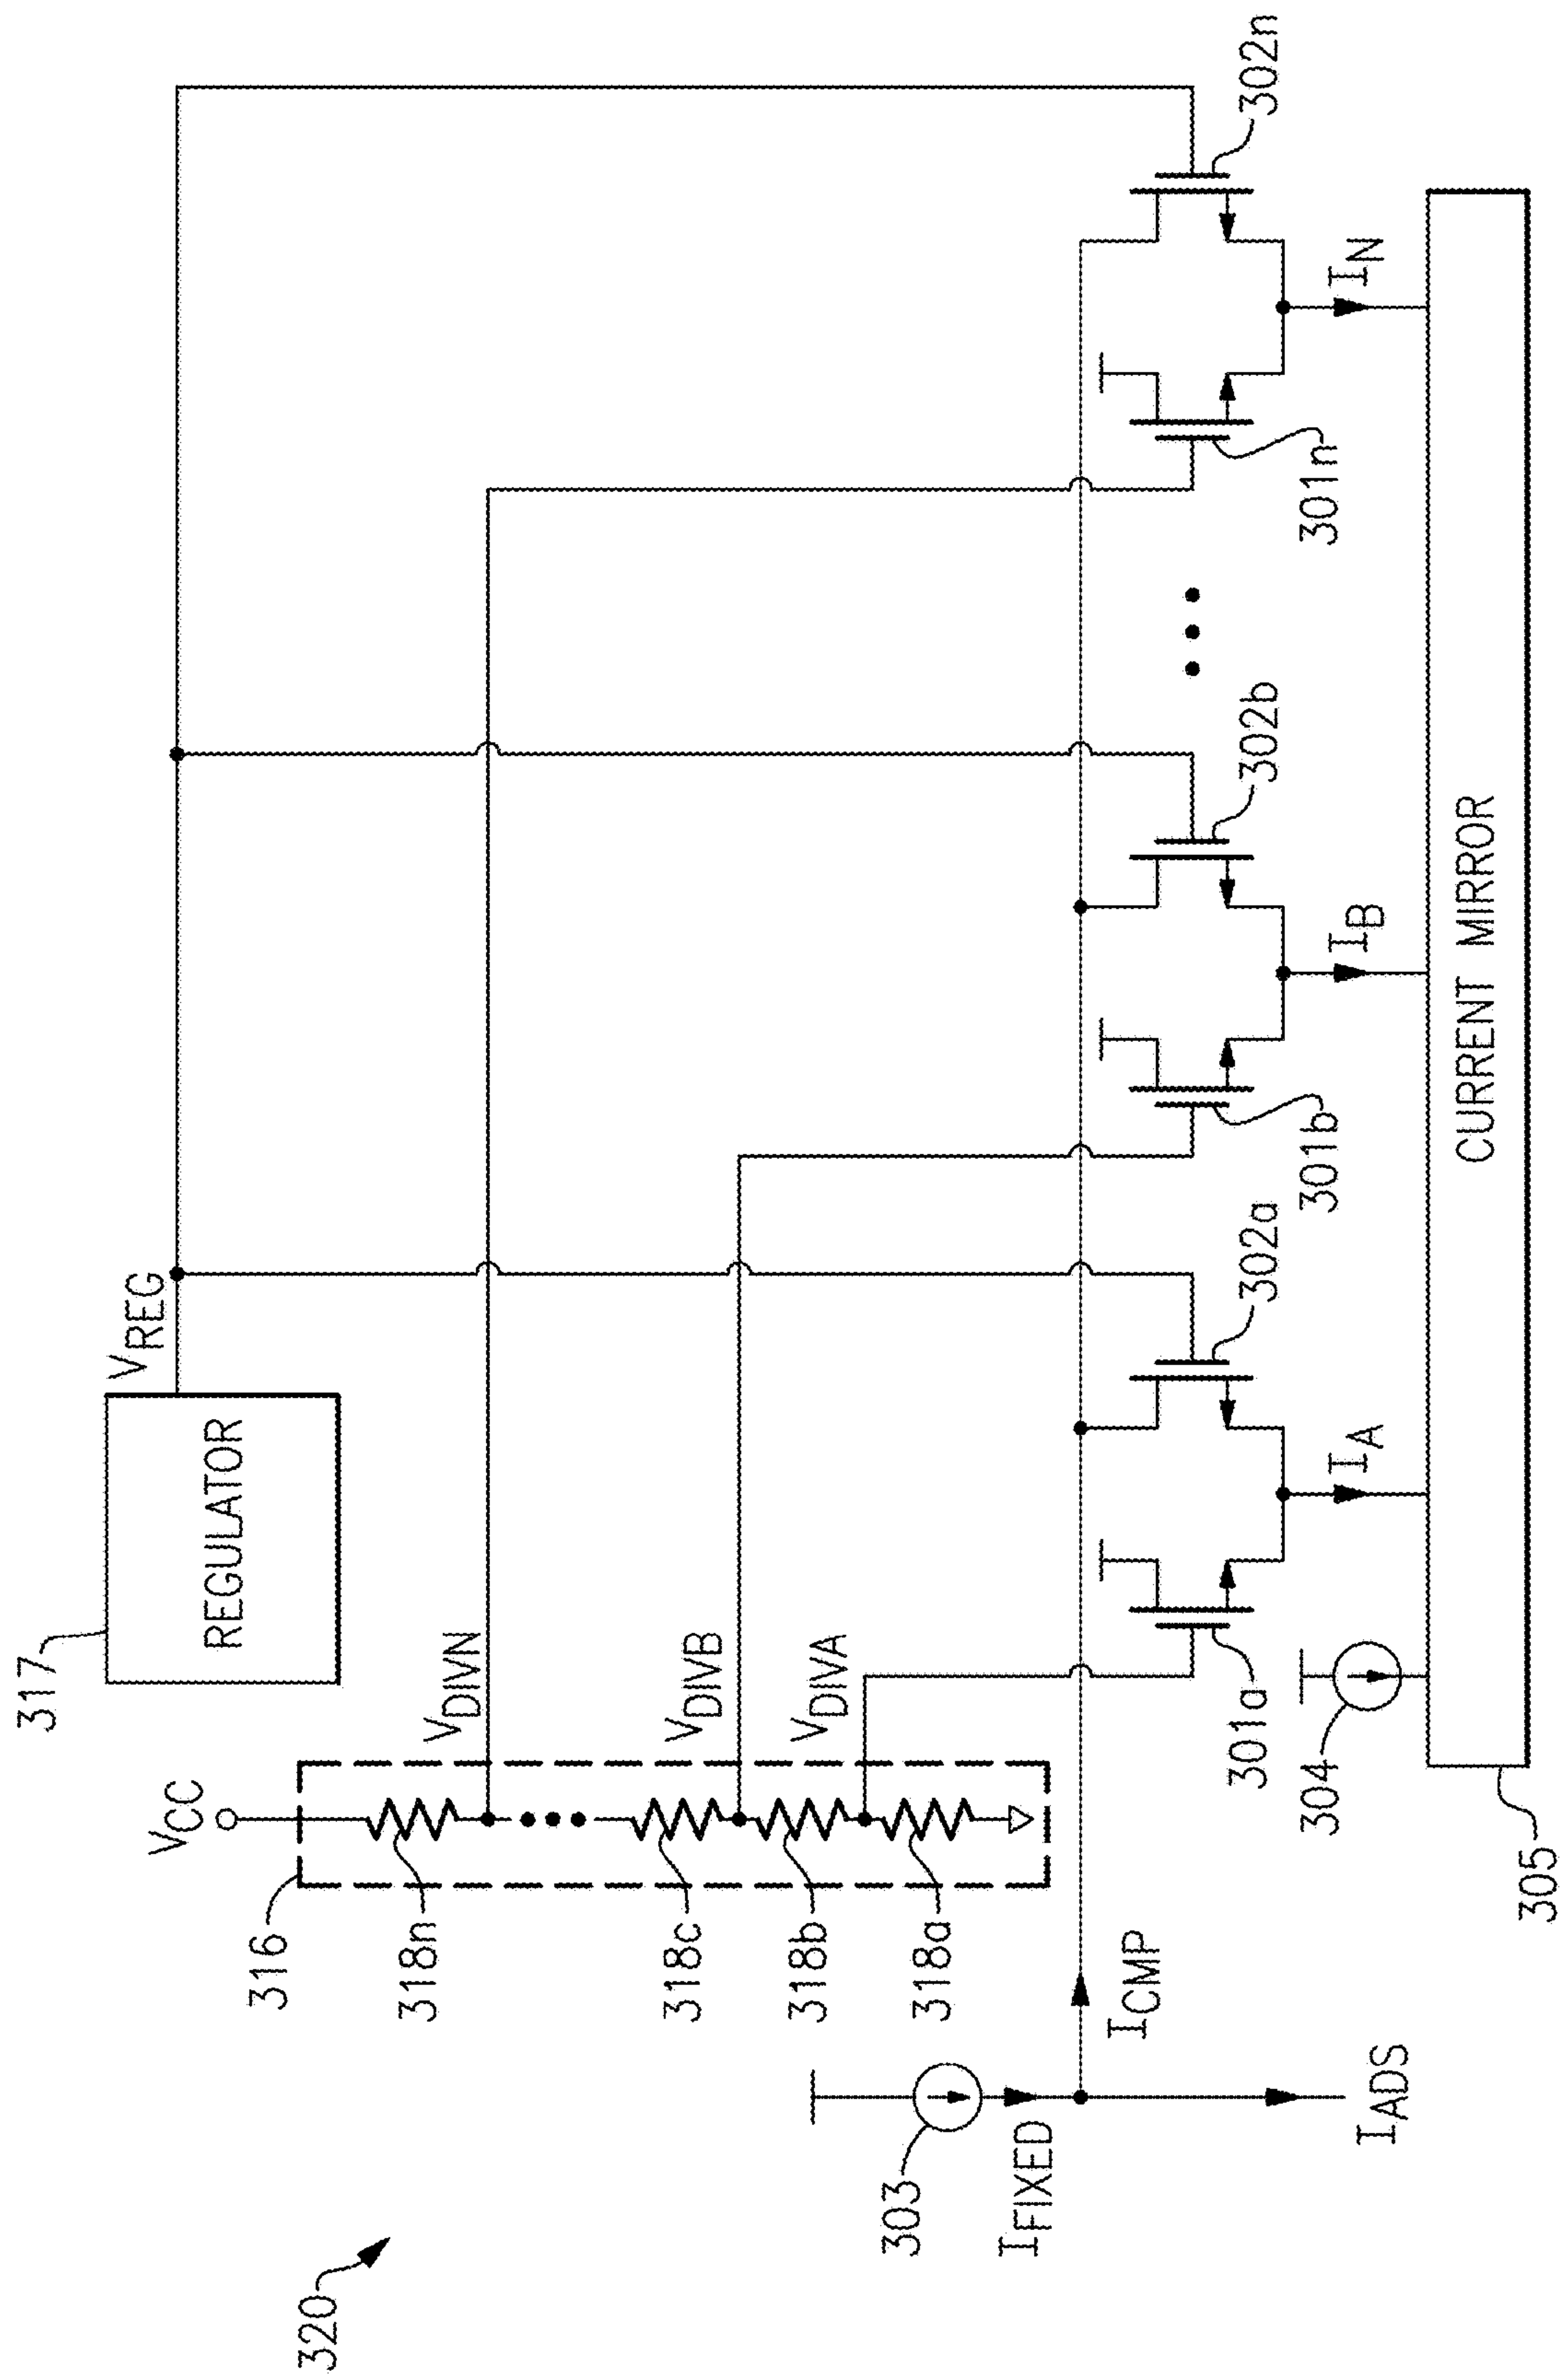 320
317
REGULATOR
VREG
VCC
316
318n
318c
318b
318a
VDIVN
VDIVB
VDIVA
303
IFIXED
ICMP
IADS
301a
302a
301b
302b
301n
302n
304
IA
IB
IN
CURRENT MIRROR
305